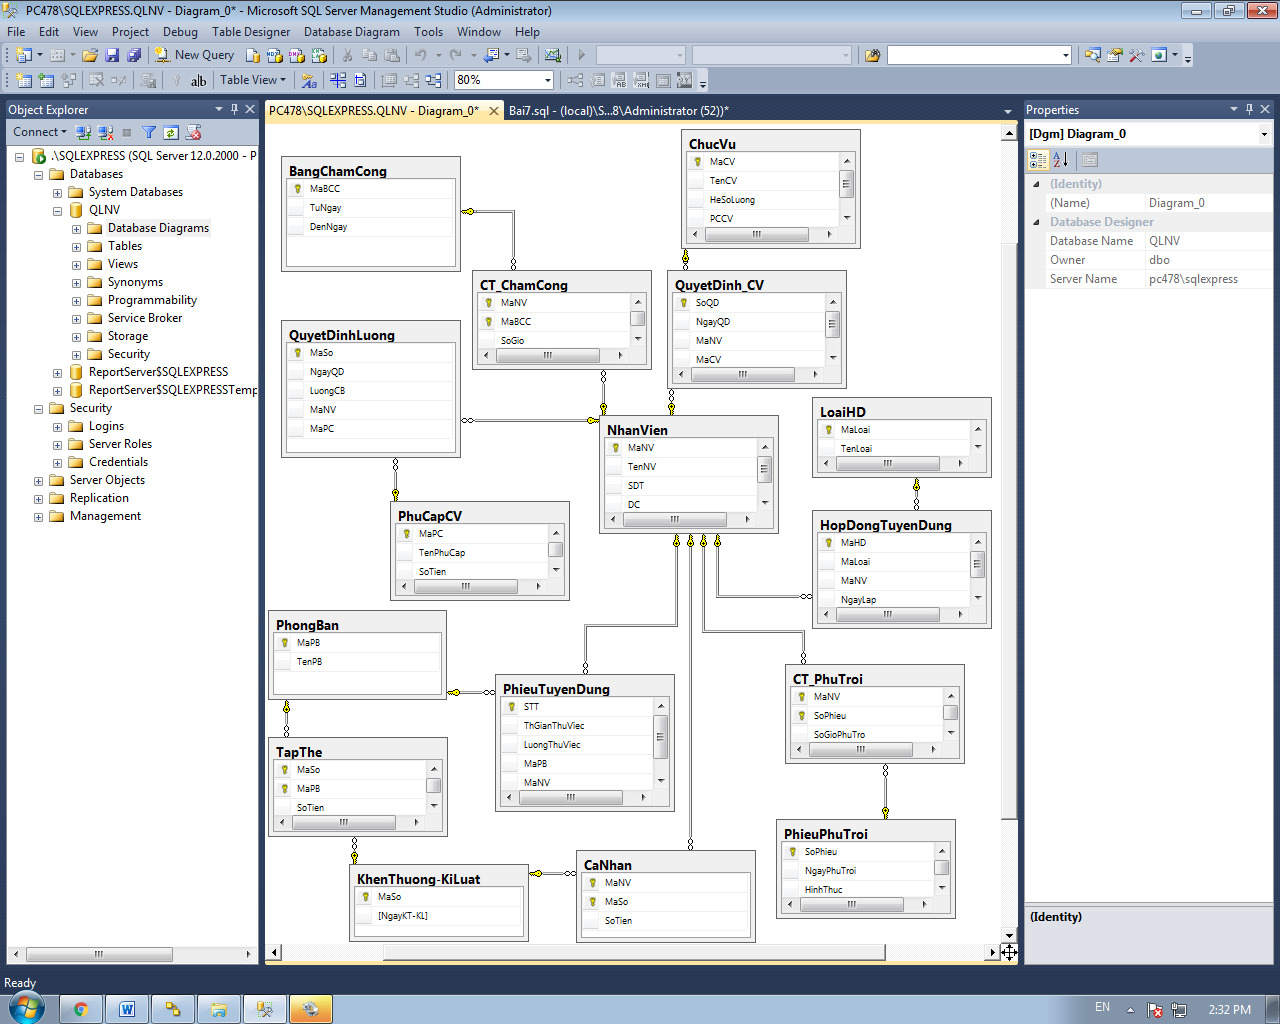 PC478\SQLEXPRESS.QLNV - Diagram_0* - Microsoft SQL Server Management Studio (Administrator)
File Edit View Project Debug Table Designer Database Diagram Tools Window Help
New Query
Table View 80%
Object Explorer
Connect
.\SQLEXPRESS (SQL Server 12.0.2000 - P
Databases
System Databases
QLNV
Database Diagrams
Tables
Views
Synonyms
Programmability
Service Broker
Storage
Security
ReportServer$SQLEXPRESS
ReportServer$SQLEXPRESSTemp
Security
Logins
Server Roles
Credentials
Server Objects
Replication
Management
PC478\SQLEXPRESS.QLNV - Diagram_0* Bai7.sql - (local)\S...8\Administrator (52))*
BangChamCong
MaBCC
TuNgay
DenNgay
ChucVu
MaCV
TenCV
HeSoLuong
PCCV
CT_ChamCong
MaNV
MaBCC
SoGio
QuyetDinh_CV
SoQD
NgayQD
MaNV
MaCV
QuyetDinhLuong
MaSo
NgayQD
LuongCB
MaNV
MaPC
NhanVien
MaNV
TenNV
SDT
DC
LoaiHD
MaLoai
TenLoai
PhuCapCV
MaPC
TenPhuCap
SoTien
HopDongTuyenDung
MaHD
MaLoai
MaNV
NgayLap
PhongBan
MaPB
TenPB
PhieuTuyenDung
STT
ThGianThuViec
LuongThuViec
MaPB
MaNV
CT_PhuTroi
MaNV
SoPhieu
SoGioPhuTro
TapThe
MaSo
MaPB
SoTien
PhieuPhuTroi
SoPhieu
NgayPhuTroi
HinhThuc
KhenThuong-KiLuat
MaSo
[NgayKT-KL]
CaNhan
MaNV
MaSo
SoTien
Properties
[Dgm] Diagram_0
(Identity)
(Name) Diagram_0
Database Designer
Database Name QLNV
Owner dbo
Server Name pc478\sqlexpress
(Identity)
Ready
EN 2:32 PM